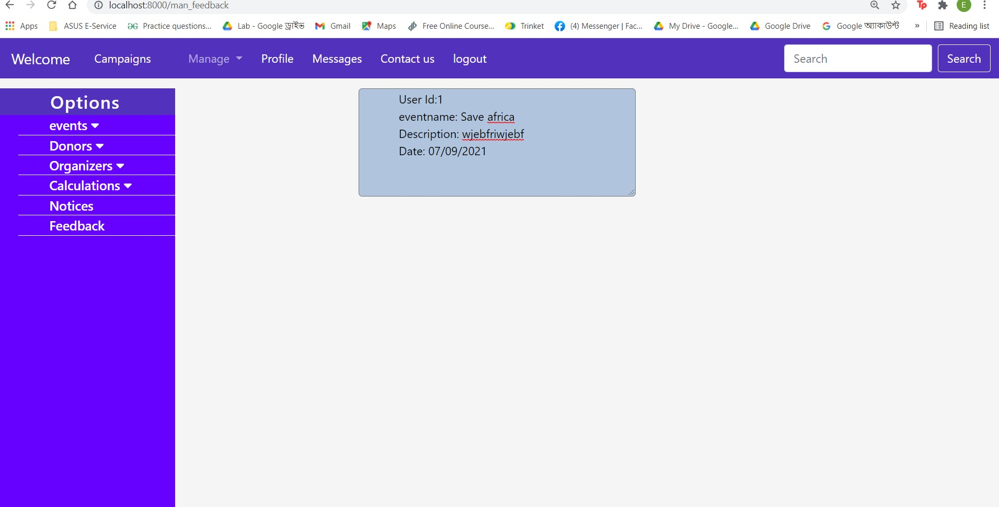 localhost:8000/man_feedback
Tp
E
Apps
ASUS E-Service
Practice questions...
Lab - Google ড্রাইভ
Gmail
Maps
Free Online Course...
Trinket
(4) Messenger | Fac...
My Drive - Google...
Google Drive
Google অ্যাকাউন্ট
»
Reading list
Welcome
Campaigns
Manage
Profile
Messages
Contact us
logout
Search
Search
Options
events
Donors
Organizers
Calculations
Notices
Feedback
User Id:1
eventname: Save africa
Description: wjebfriwjebf
Date: 07/09/2021